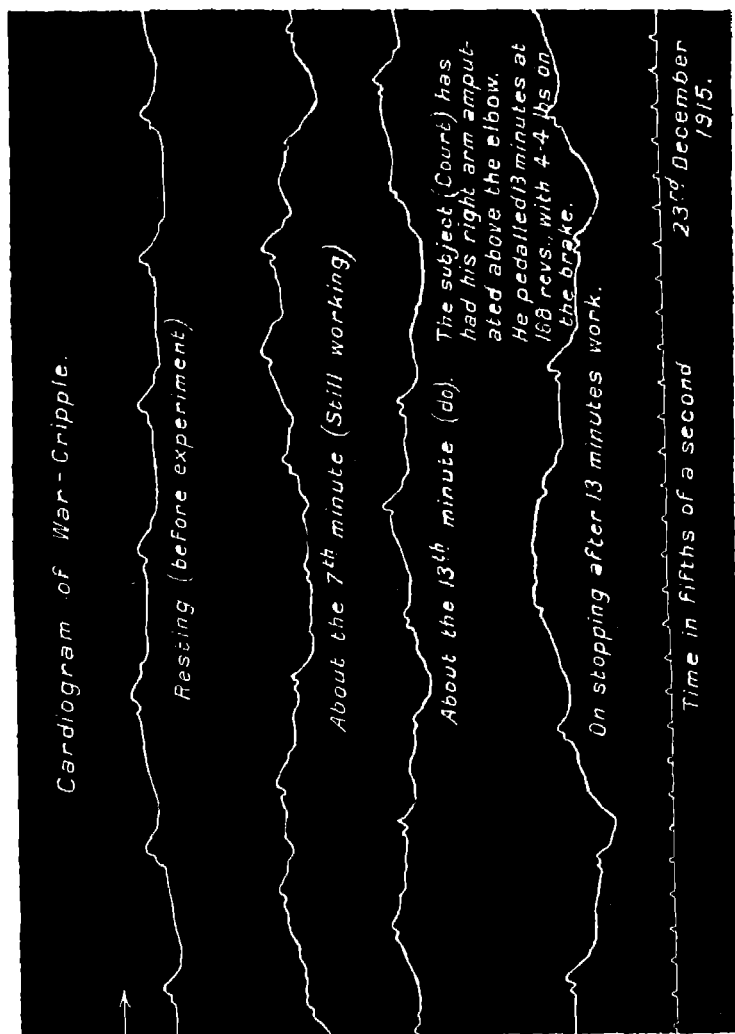 Cardiogram of War-Cripple.
Resting (before experiment)
About the 7th minute (Still working)
About the 13th minute (do).
The subject (Court) has
had his right arm amput-
ated above the elbow.
He pedalled 13 minutes at
188 revs., with 4-4 lbs on
the brake.
On stopping after 13 minutes work.
Time in fifths of a second
23rd December
1915.